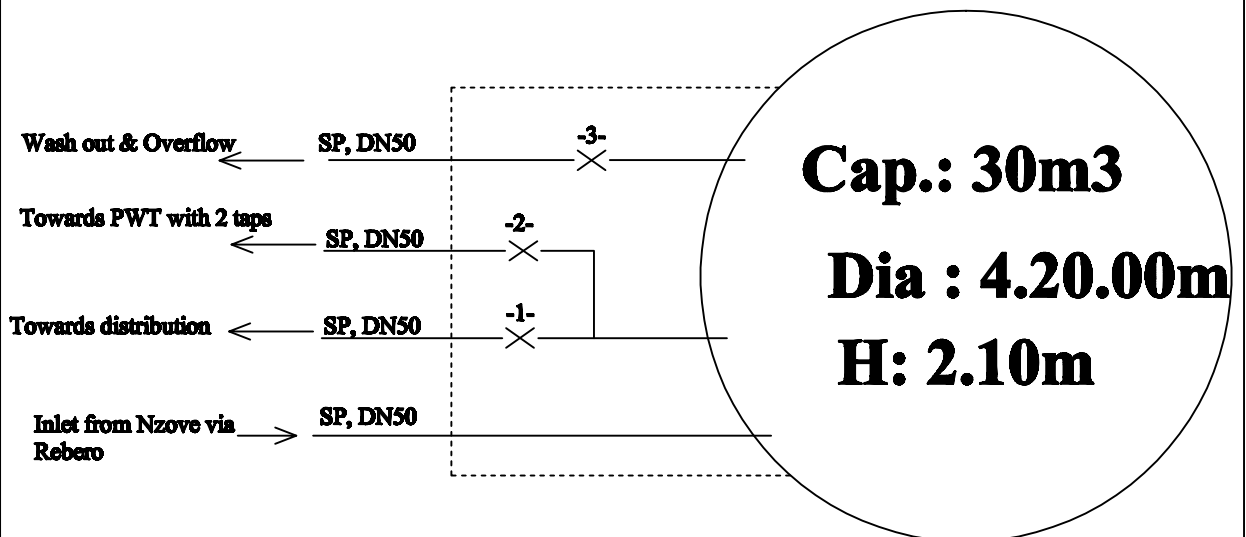 Wash out & Overflow
SP, DN50
-3-
Towards PWT with 2 taps
SP, DN50
-2-
Towards distribution
SP, DN50
-1-
Inlet from Nzove via
Rebero
SP, DN50
Cap.: 30m3
Dia : 4.20.00m
H: 2.10m